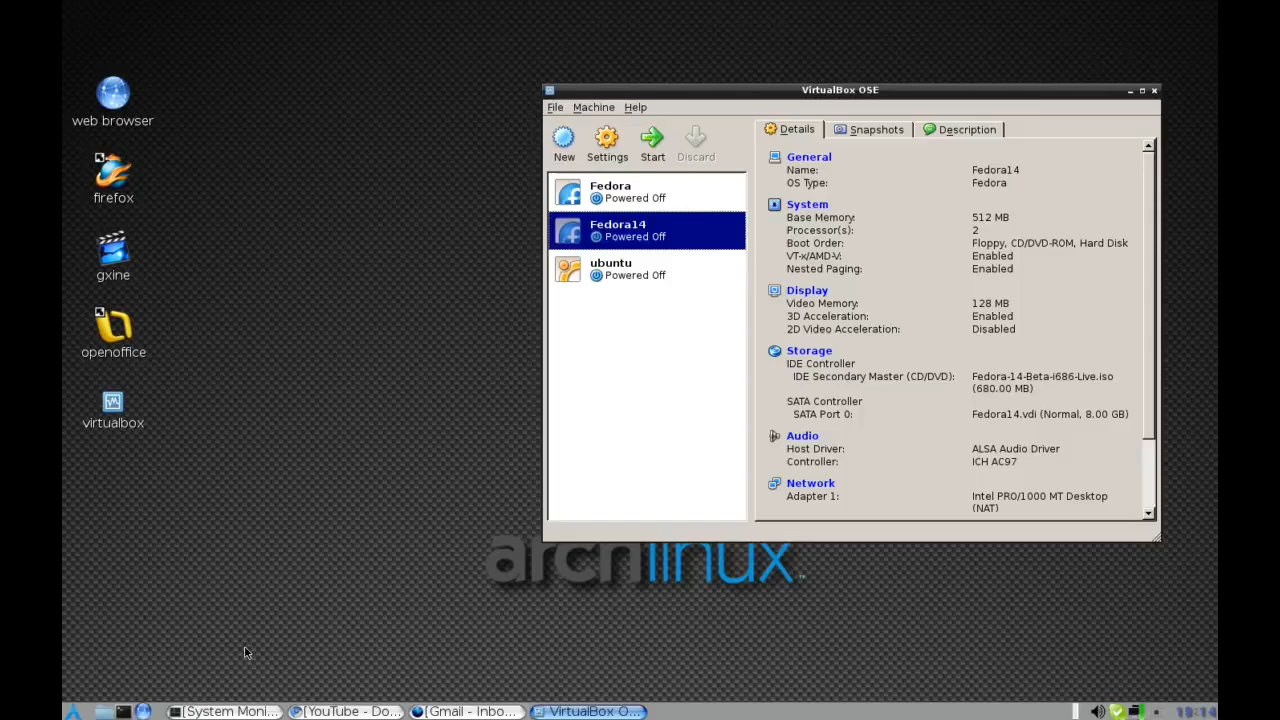 web browser
firefox
gxine
openoffice
virtualbox
VirtualBox OSE
File Machine Help
New Settings Start Discard
Fedora
Powered Off
Fedora14
Powered Off
ubuntu
Powered Off
Details Snapshots Description
General
Name: Fedora14
OS Type: Fedora
System
Base Memory: 512 MB
Processor(s): 2
Boot Order: Floppy, CD/DVD-ROM, Hard Disk
VT-x/AMD-V: Enabled
Nested Paging: Enabled
Display
Video Memory: 128 MB
3D Acceleration: Enabled
2D Video Acceleration: Disabled
Storage
IDE Controller
IDE Secondary Master (CD/DVD): Fedora-14-Beta-i686-Live.iso
(680.00 MB)
SATA Controller
SATA Port 0: Fedora14.vdi (Normal, 8.00 GB)
Audio
Host Driver: ALSA Audio Driver
Controller: ICH AC97
Network
Adapter 1: Intel PRO/1000 MT Desktop
(NAT)
archlinux
[System Moni... [YouTube - Do... [Gmail - Inbo... VirtualBox O... 18:14